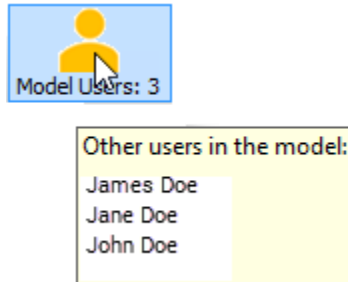 Model Users: 3
Other users in the model:
James Doe
Jane Doe
John Doe